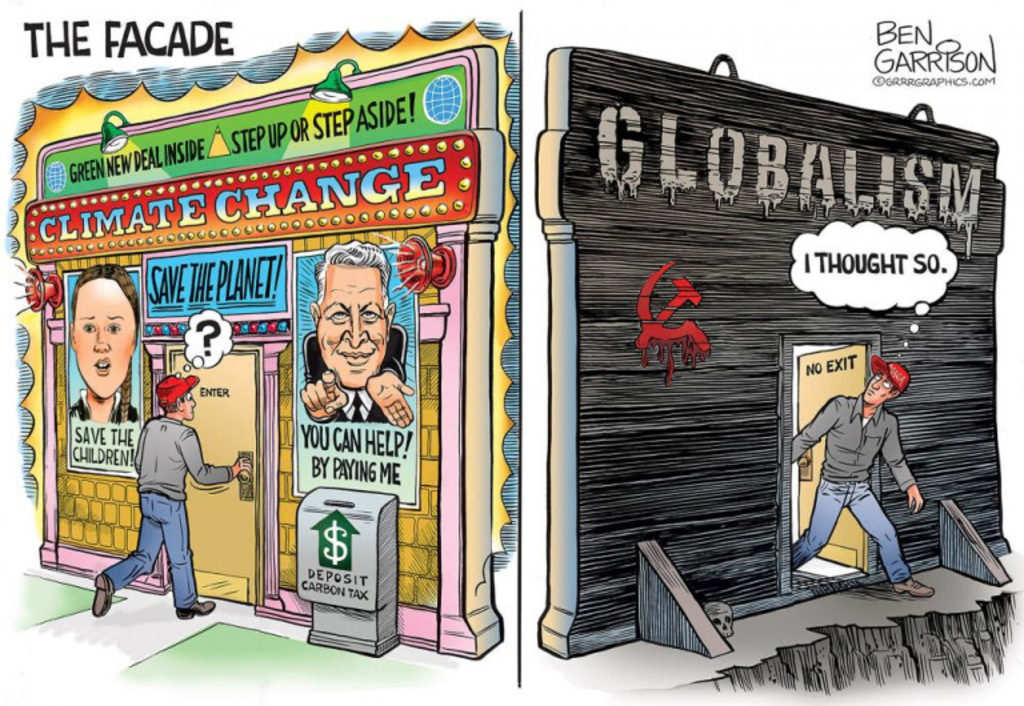 THE FACADE
GREEN NEW DEAL INSIDE STEP UP OR STEP ASIDE!
CLIMATE CHANGE
SAVE THE PLANET!
?
ENTER
SAVE THE
CHILDREN!
YOU CAN HELP!
BY PAYING ME
$
DEPOSIT
CARBON TAX
BEN
GARRISON
©GRRRGRAPHICS.COM
GLOBALISM
I THOUGHT SO.
NO EXIT
MAGA